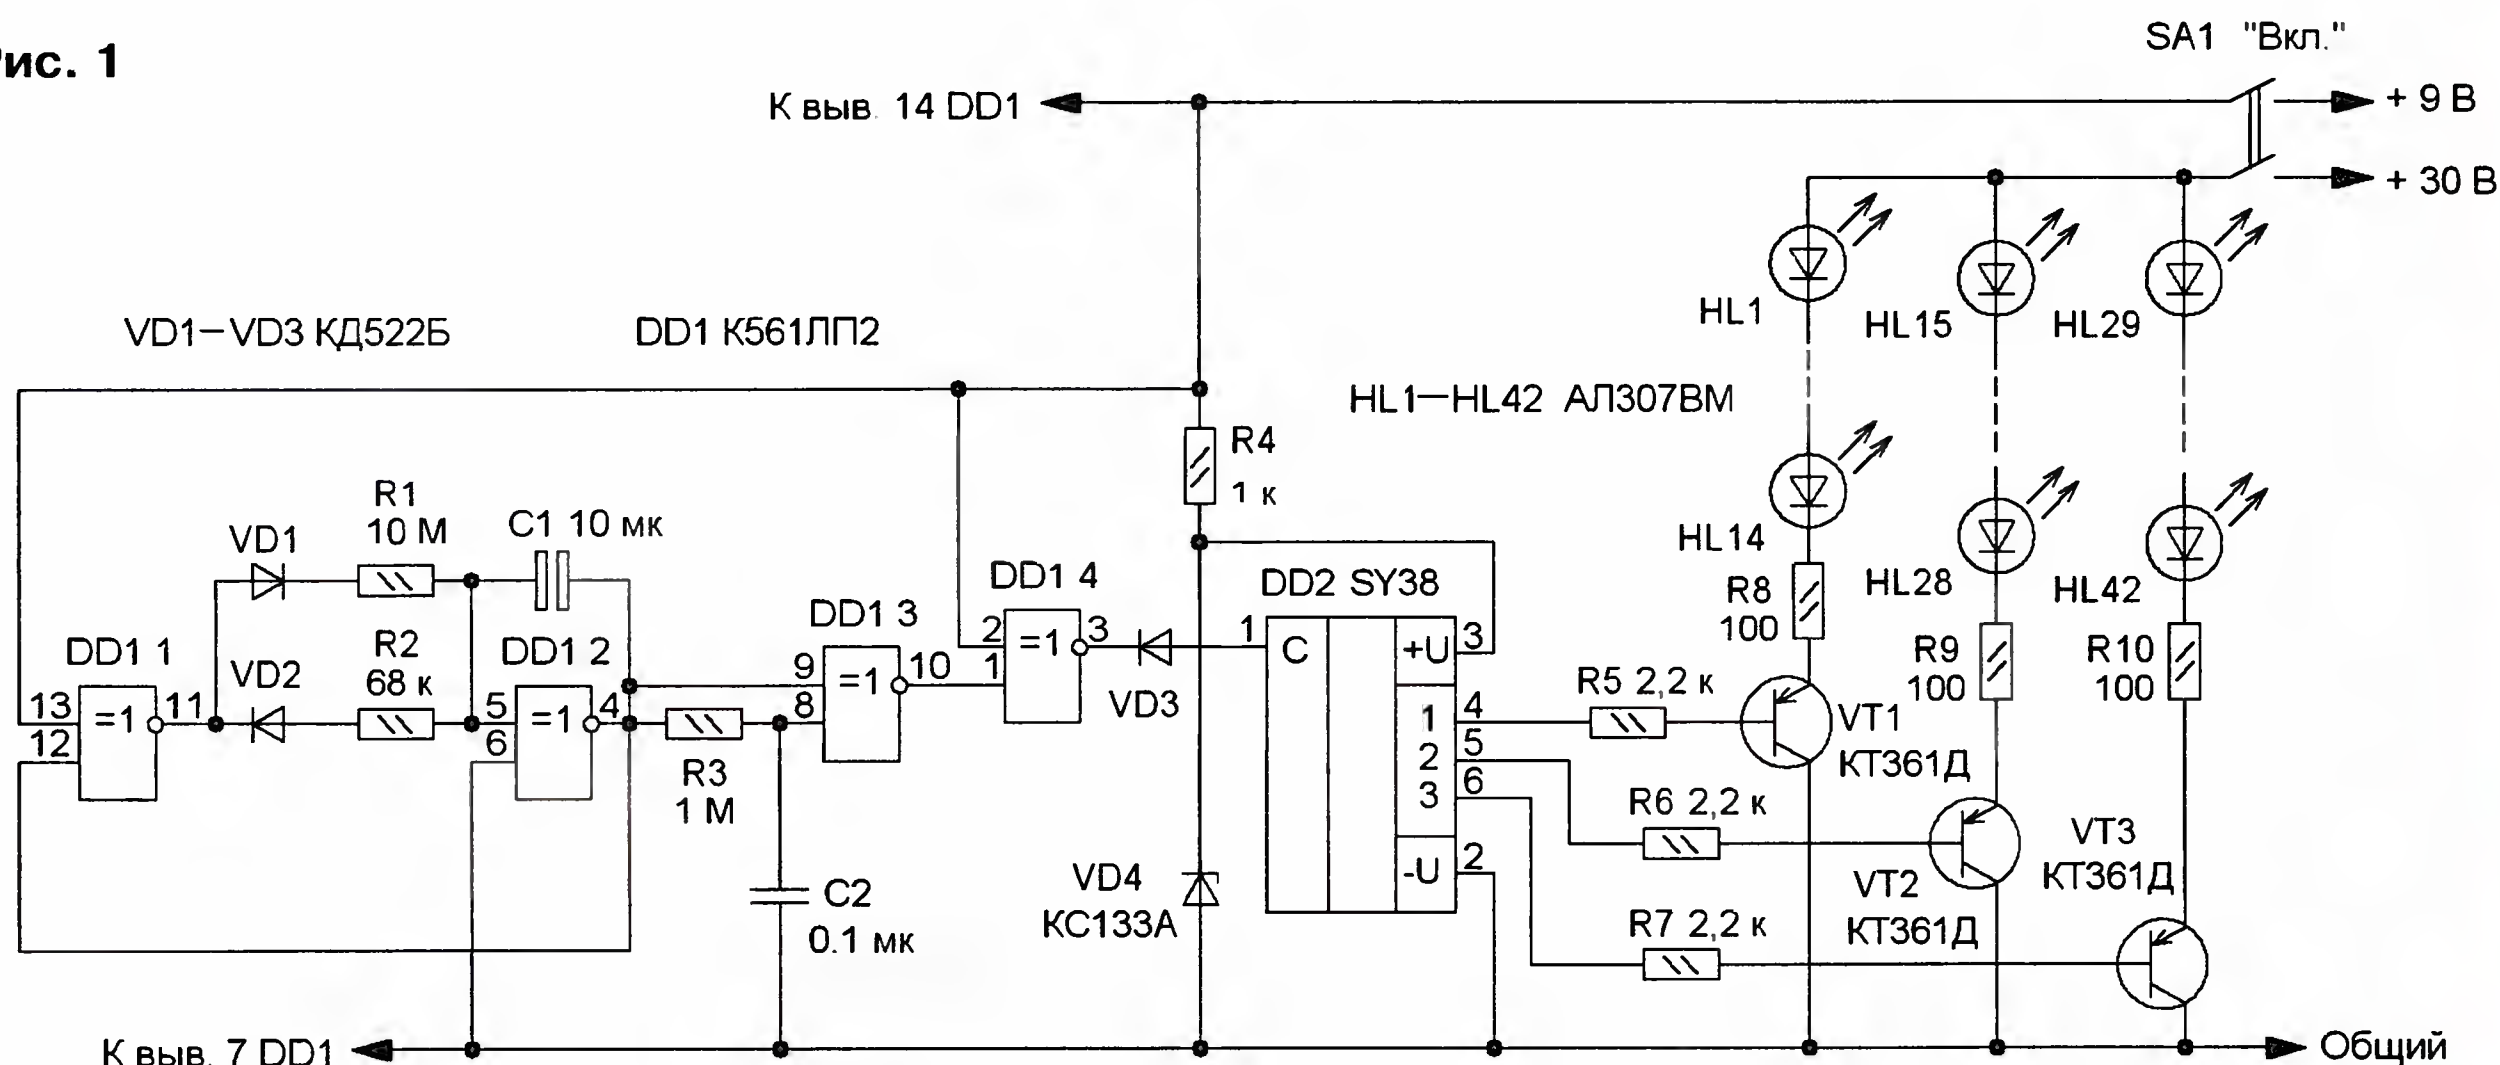 Рис. 1
SA1 "Вкл."
К выв. 14 DD1
+ 9 В
+ 30 В
HL1
HL15
HL29
VD1–VD3 КД522Б
DD1 К561ЛП2
HL1–HL42 АЛ307ВМ
R4
1 к
R1
10 М
C1 10 мк
VD1
HL14
HL28
HL42
DD1 4
DD2 SY38
R8
100
DD1 3
R2
68 к
DD1 1
VD2
DD1 2
2
1
=1
3
VD3
1
C
+U
3
R5 2,2 к
R9
100
R10
100
13
12
=1
11
5
6
=1
4
9
8
=1
10
R3
1 М
1
2
3
4
5
6
VT1
КТ361Д
R6 2,2 к
VT2
КТ361Д
VT3
КТ361Д
-U
2
VD4
КС133А
C2
0.1 мк
R7 2,2 к
К выв. 7 DD1
Общий